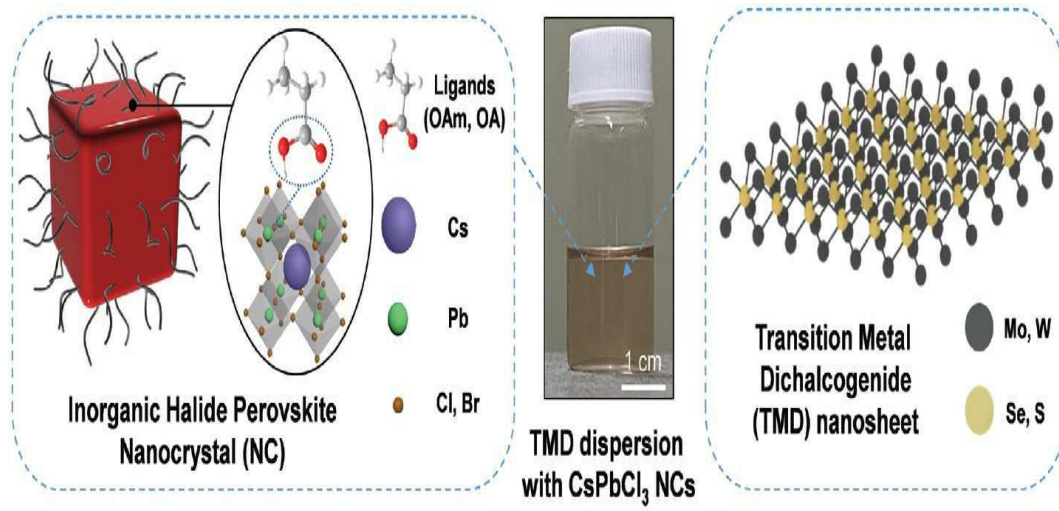 Ligands
(OAm, OA)
Cs
Pb
Cl, Br
Inorganic Halide Perovskite
Nanocrystal (NC)
1 cm
TMD dispersion
with CsPbCl₃ NCs
Transition Metal
Dichalcogenide
(TMD) nanosheet
Mo, W
Se, S